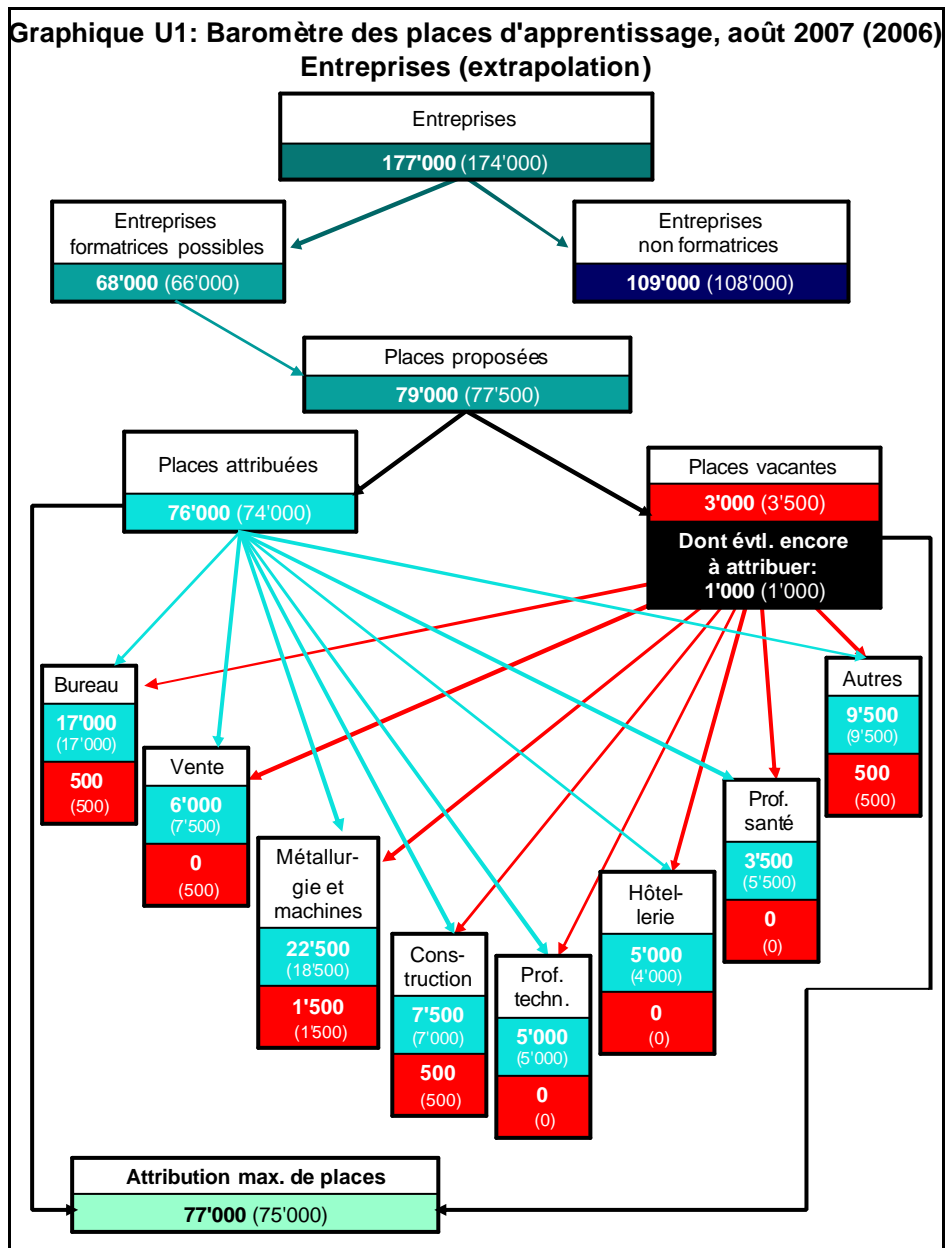 Graphique U1: Baromètre des places d'apprentissage, août 2007 (2006)
Entreprises (extrapolation)
Entreprises
177'000 (174'000)
Entreprises
formatrices possibles
68'000 (66'000)
Entreprises
non formatrices
109'000 (108'000)
Places proposées
79'000 (77'500)
Places attribuées
76'000 (74'000)
Places vacantes
3'000 (3'500)
Dont évtl. encore
à attribuer:
1'000 (1'000)
Bureau
17'000
(17'000)
500
(500)
Vente
6'000
(7'500)
0
(500)
Métallur-
gie et
machines
22'500
(18'500)
1'500
(1'500)
Cons-
truction
7'500
(7'000)
500
(500)
Prof.
techn.
5'000
(5'000)
0
(0)
Hôtel-
lerie
5'000
(4'000)
0
(0)
Prof.
santé
3'500
(5'500)
0
(0)
Autres
9'500
(9'500)
500
(500)
Attribution max. de places
77'000 (75'000)